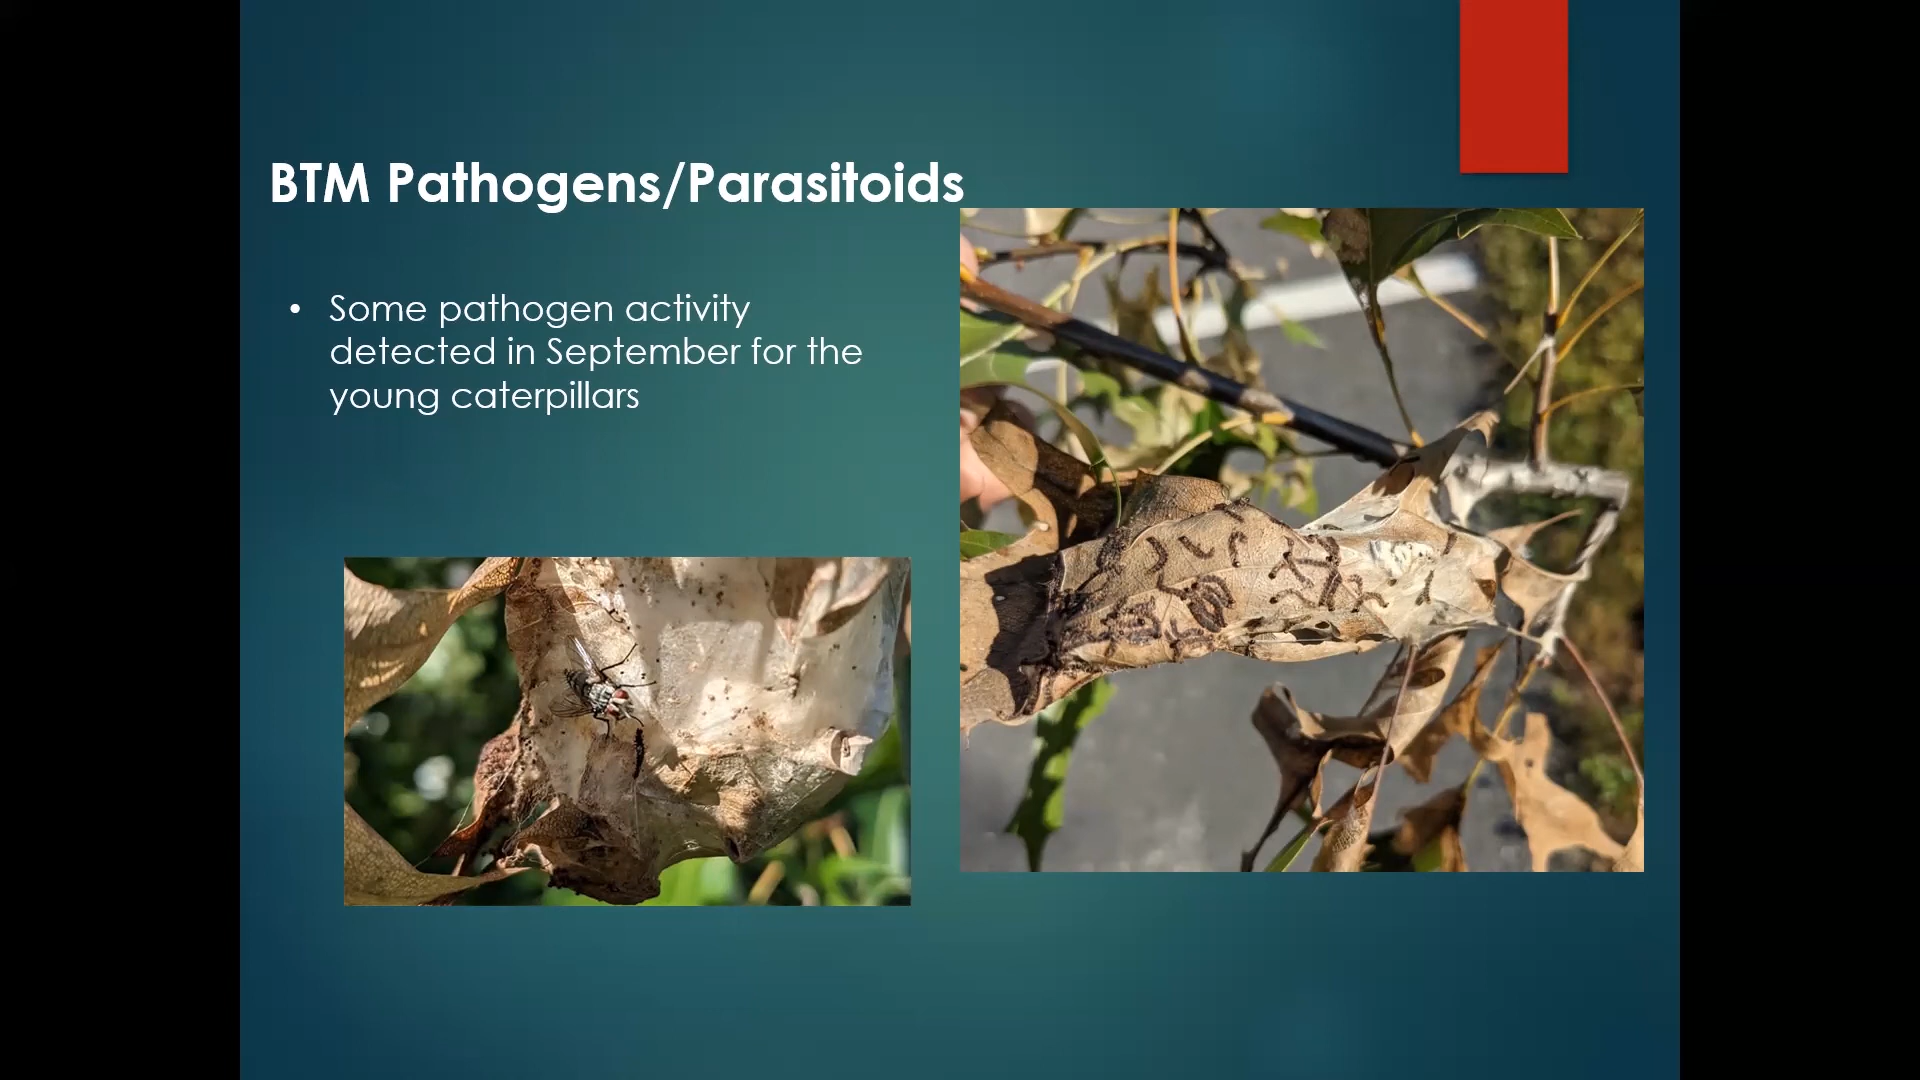 BTM Pathogens/Parasitoids
• Some pathogen activity
detected in September for the
young caterpillars